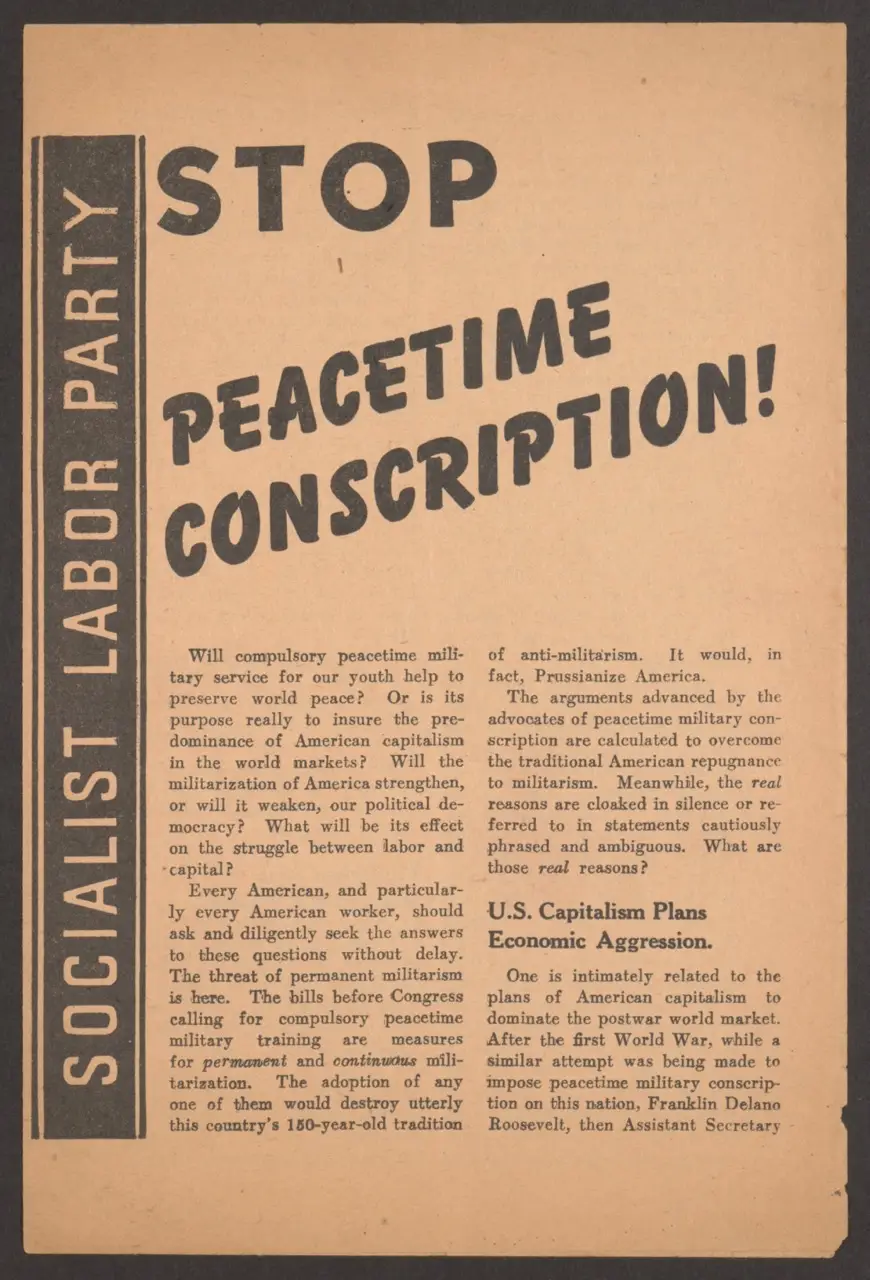 SOCIALIST LABOR PARTY
STOP
PEACETIME
CONSCRIPTION!
Will compulsory peacetime mili-
tary service for our youth help to
preserve world peace? Or is its
purpose really to insure the pre-
dominance of American capitalism
in the world markets? Will the
militarization of America strengthen,
or will it weaken, our political de-
mocracy? What will be its effect
on the struggle between labor and
capital?
Every American, and particular-
ly every American worker, should
ask and diligently seek the answers
to these questions without delay.
The threat of permanent militarism
is here. The bills before Congress
calling for compulsory peacetime
military training are measures
for permanent and continuous mili-
tarization. The adoption of any
one of them would destroy utterly
this country's 150-year-old tradition
of anti-militarism. It would, in
fact, Prussianize America.
The arguments advanced by the
advocates of peacetime military con-
scription are calculated to overcome
the traditional American repugnance
to militarism. Meanwhile, the real
reasons are cloaked in silence or re-
ferred to in statements cautiously
phrased and ambiguous. What are
those real reasons?
U.S. Capitalism Plans
Economic Aggression.
One is intimately related to the
plans of American capitalism to
dominate the postwar world market.
After the first World War, while a
similar attempt was being made to
impose peacetime military conscrip-
tion on this nation, Franklin Delano
Roosevelt, then Assistant Secretary